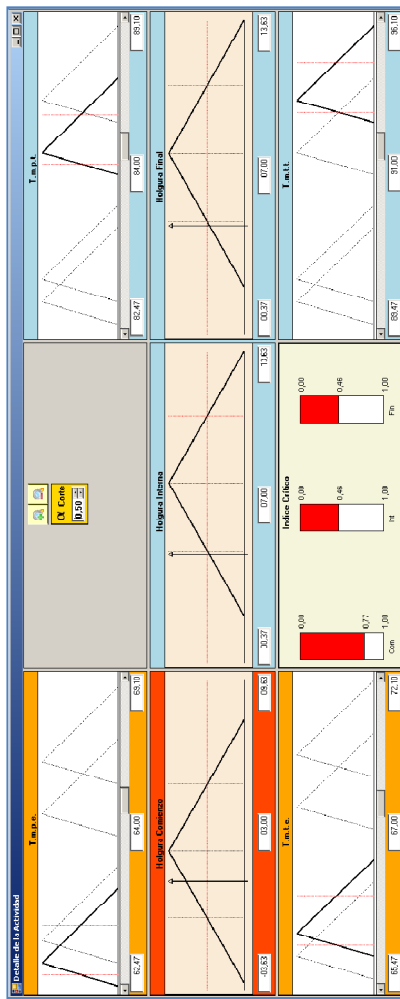 Detalle de la Actividad
T.m.p.e.
62,47 64,00 69,10
α Corte
0,50
T.m.p.t.
82,47 84,00 89,10
Holgura Comienzo
-03,63 03,00 09,63
Holgura Interna
00,37 07,00 13,63
Holgura Final
00,37 07,00 13,63
T.m.t.e.
65,47 67,00 72,10
Indice Crítico
0,00 0,00 0,00
0,77 0,46 0,46
1,00 1,00 1,00
Com Int Fin
T.m.t.t.
89,47 91,00 96,10